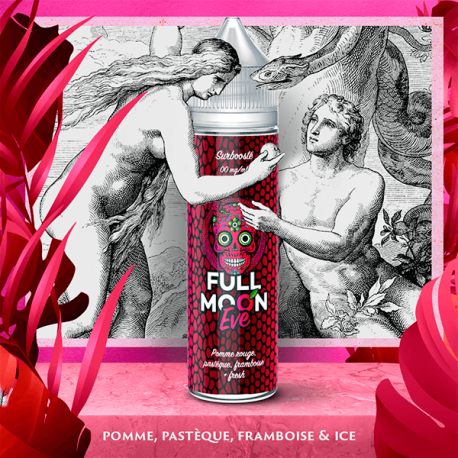 Surboosté
00 mg/ml
FULL
MOON
Eve
Pomme rouge,
pastèque, framboise
+ fresh
POMME, PASTÈQUE, FRAMBOISE & ICE